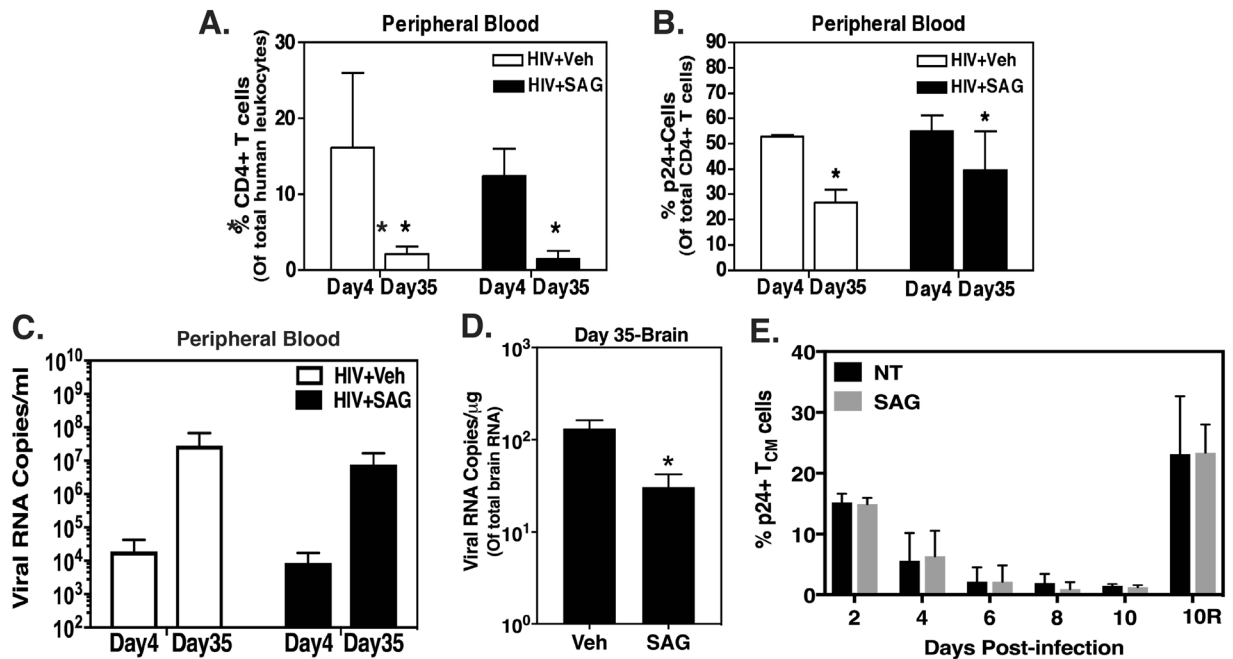 A.
Peripheral Blood
% CD4+ T cells
(Of total human leukocytes)
*
30
20
10
0
HIV+Veh
HIV+SAG
* *
*
Day4 Day35
Day4 Day35
B.
Peripheral Blood
% p24+Cells
(Of total CD4+ T cells)
90
80
70
60
50
40
30
20
10
0
HIV+Veh
HIV+SAG
*
*
Day4 Day35
Day4 Day35
C.
Peripheral Blood
Viral RNA Copies/ml
10¹⁰
10⁹
10⁸
10⁷
10⁶
10⁵
10⁴
10³
10²
HIV+Veh
HIV+SAG
Day4 Day35
Day4 Day35
D.
Day 35-Brain
Viral RNA Copies/µg
(Of total brain RNA)
10³
10²
10¹
10⁰
*
Veh SAG
E.
% p24+ T_CM cells
40
30
20
10
0
NT
SAG
2 4 6 8 10 10R
Days Post-infection